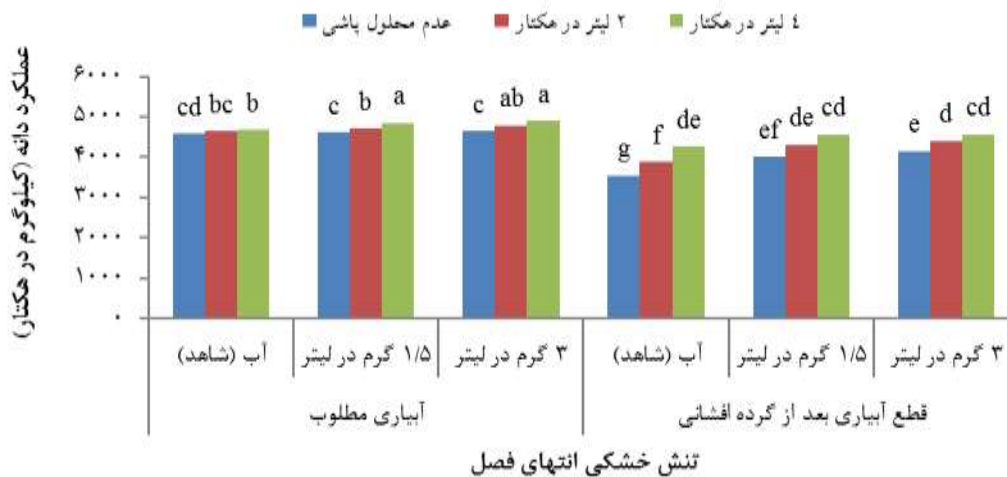 عدم محلول پاشی ۲ لیتر در هکتار ٤ لیتر در هکتار
عملکرد دانه (کیلوگرم در هکتار)
۶۰۰۰
۵۰۰۰
۴۰۰۰
۳۰۰۰
۲۰۰۰
۱۰۰۰
۰
cd bc b c b a c ab a g f de ef de cd e d cd
آب (شاهد) ۱/۵ گرم در لیتر ۳ گرم در لیتر آب (شاهد) ۱/۵ گرم در لیتر ۳ گرم در لیتر
آبیاری مطلوب قطع آبیاری بعد از گرده افشانی
تنش خشکی انتهای فصل